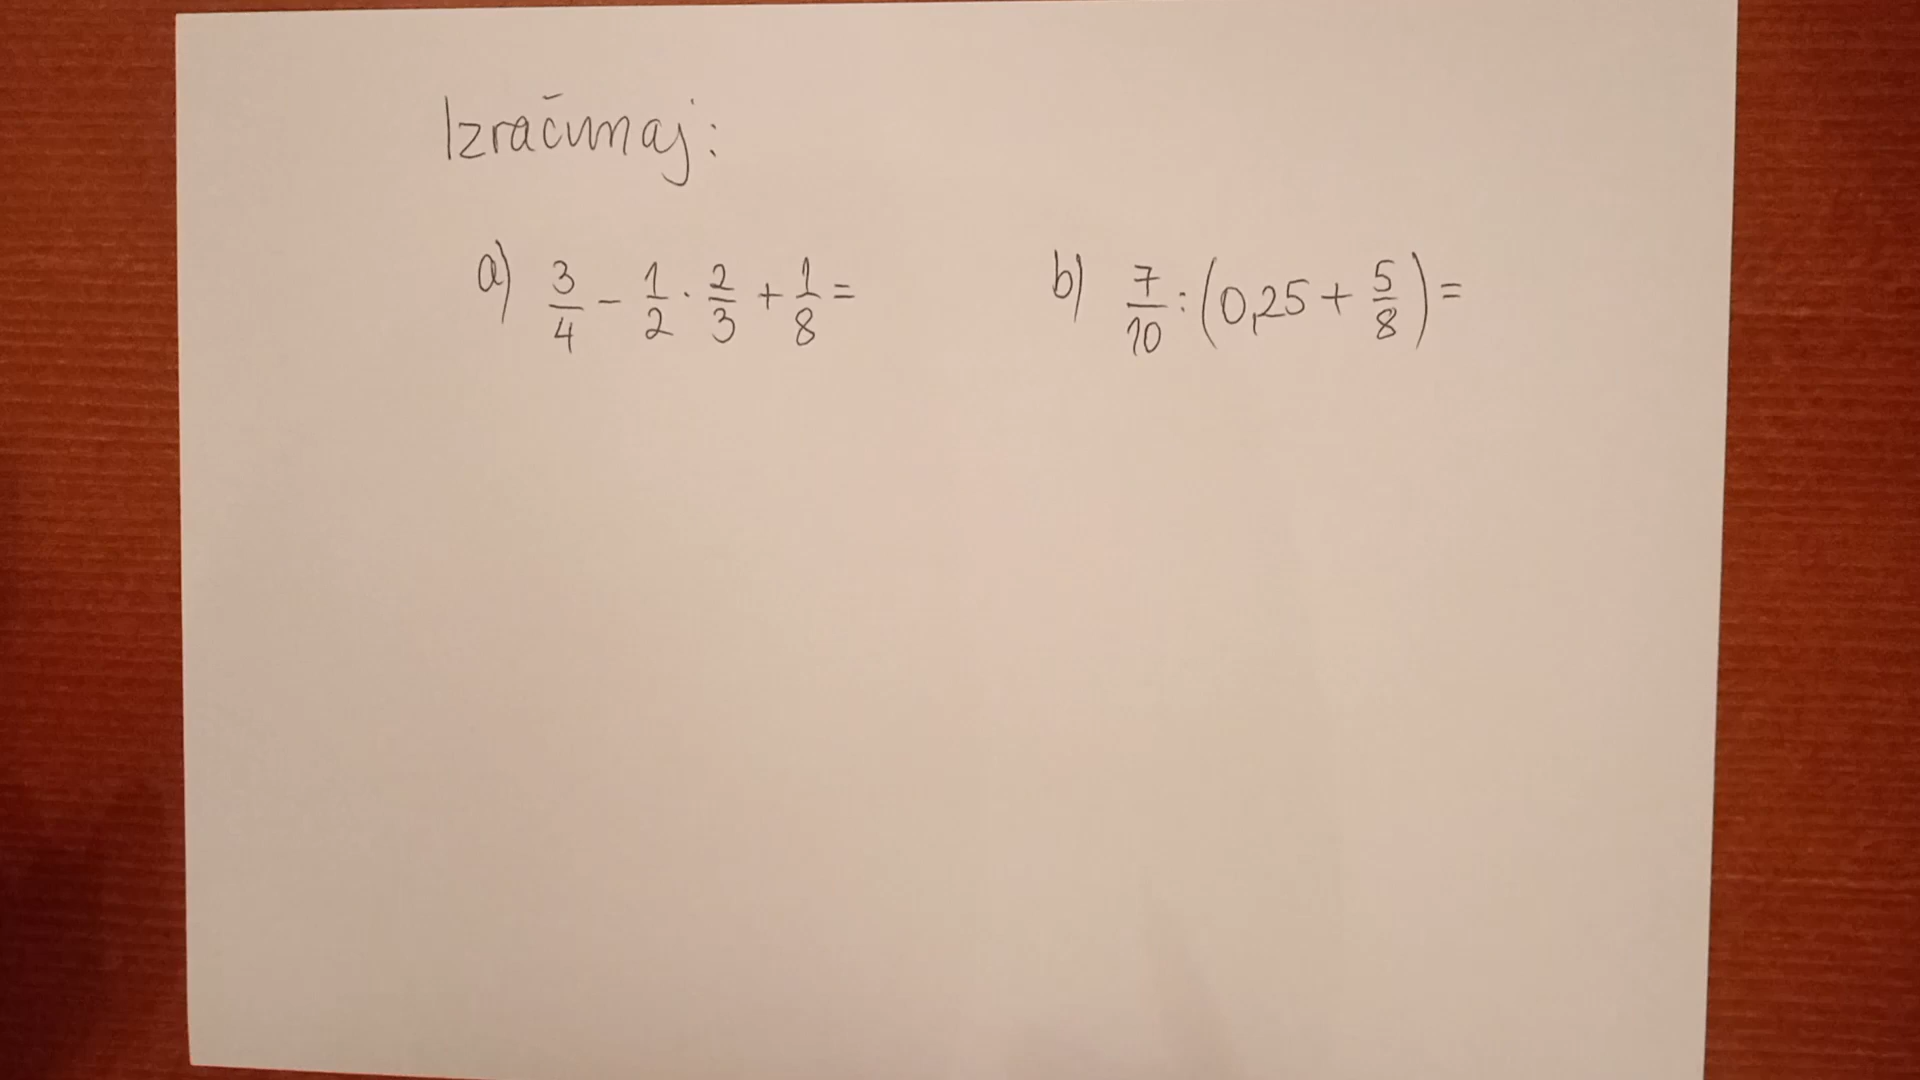 Izračunaj:
a) 3/4 - 1/2 · 2/3 + 1/8 =
b) 7/10 : (0,25 + 5/8) =